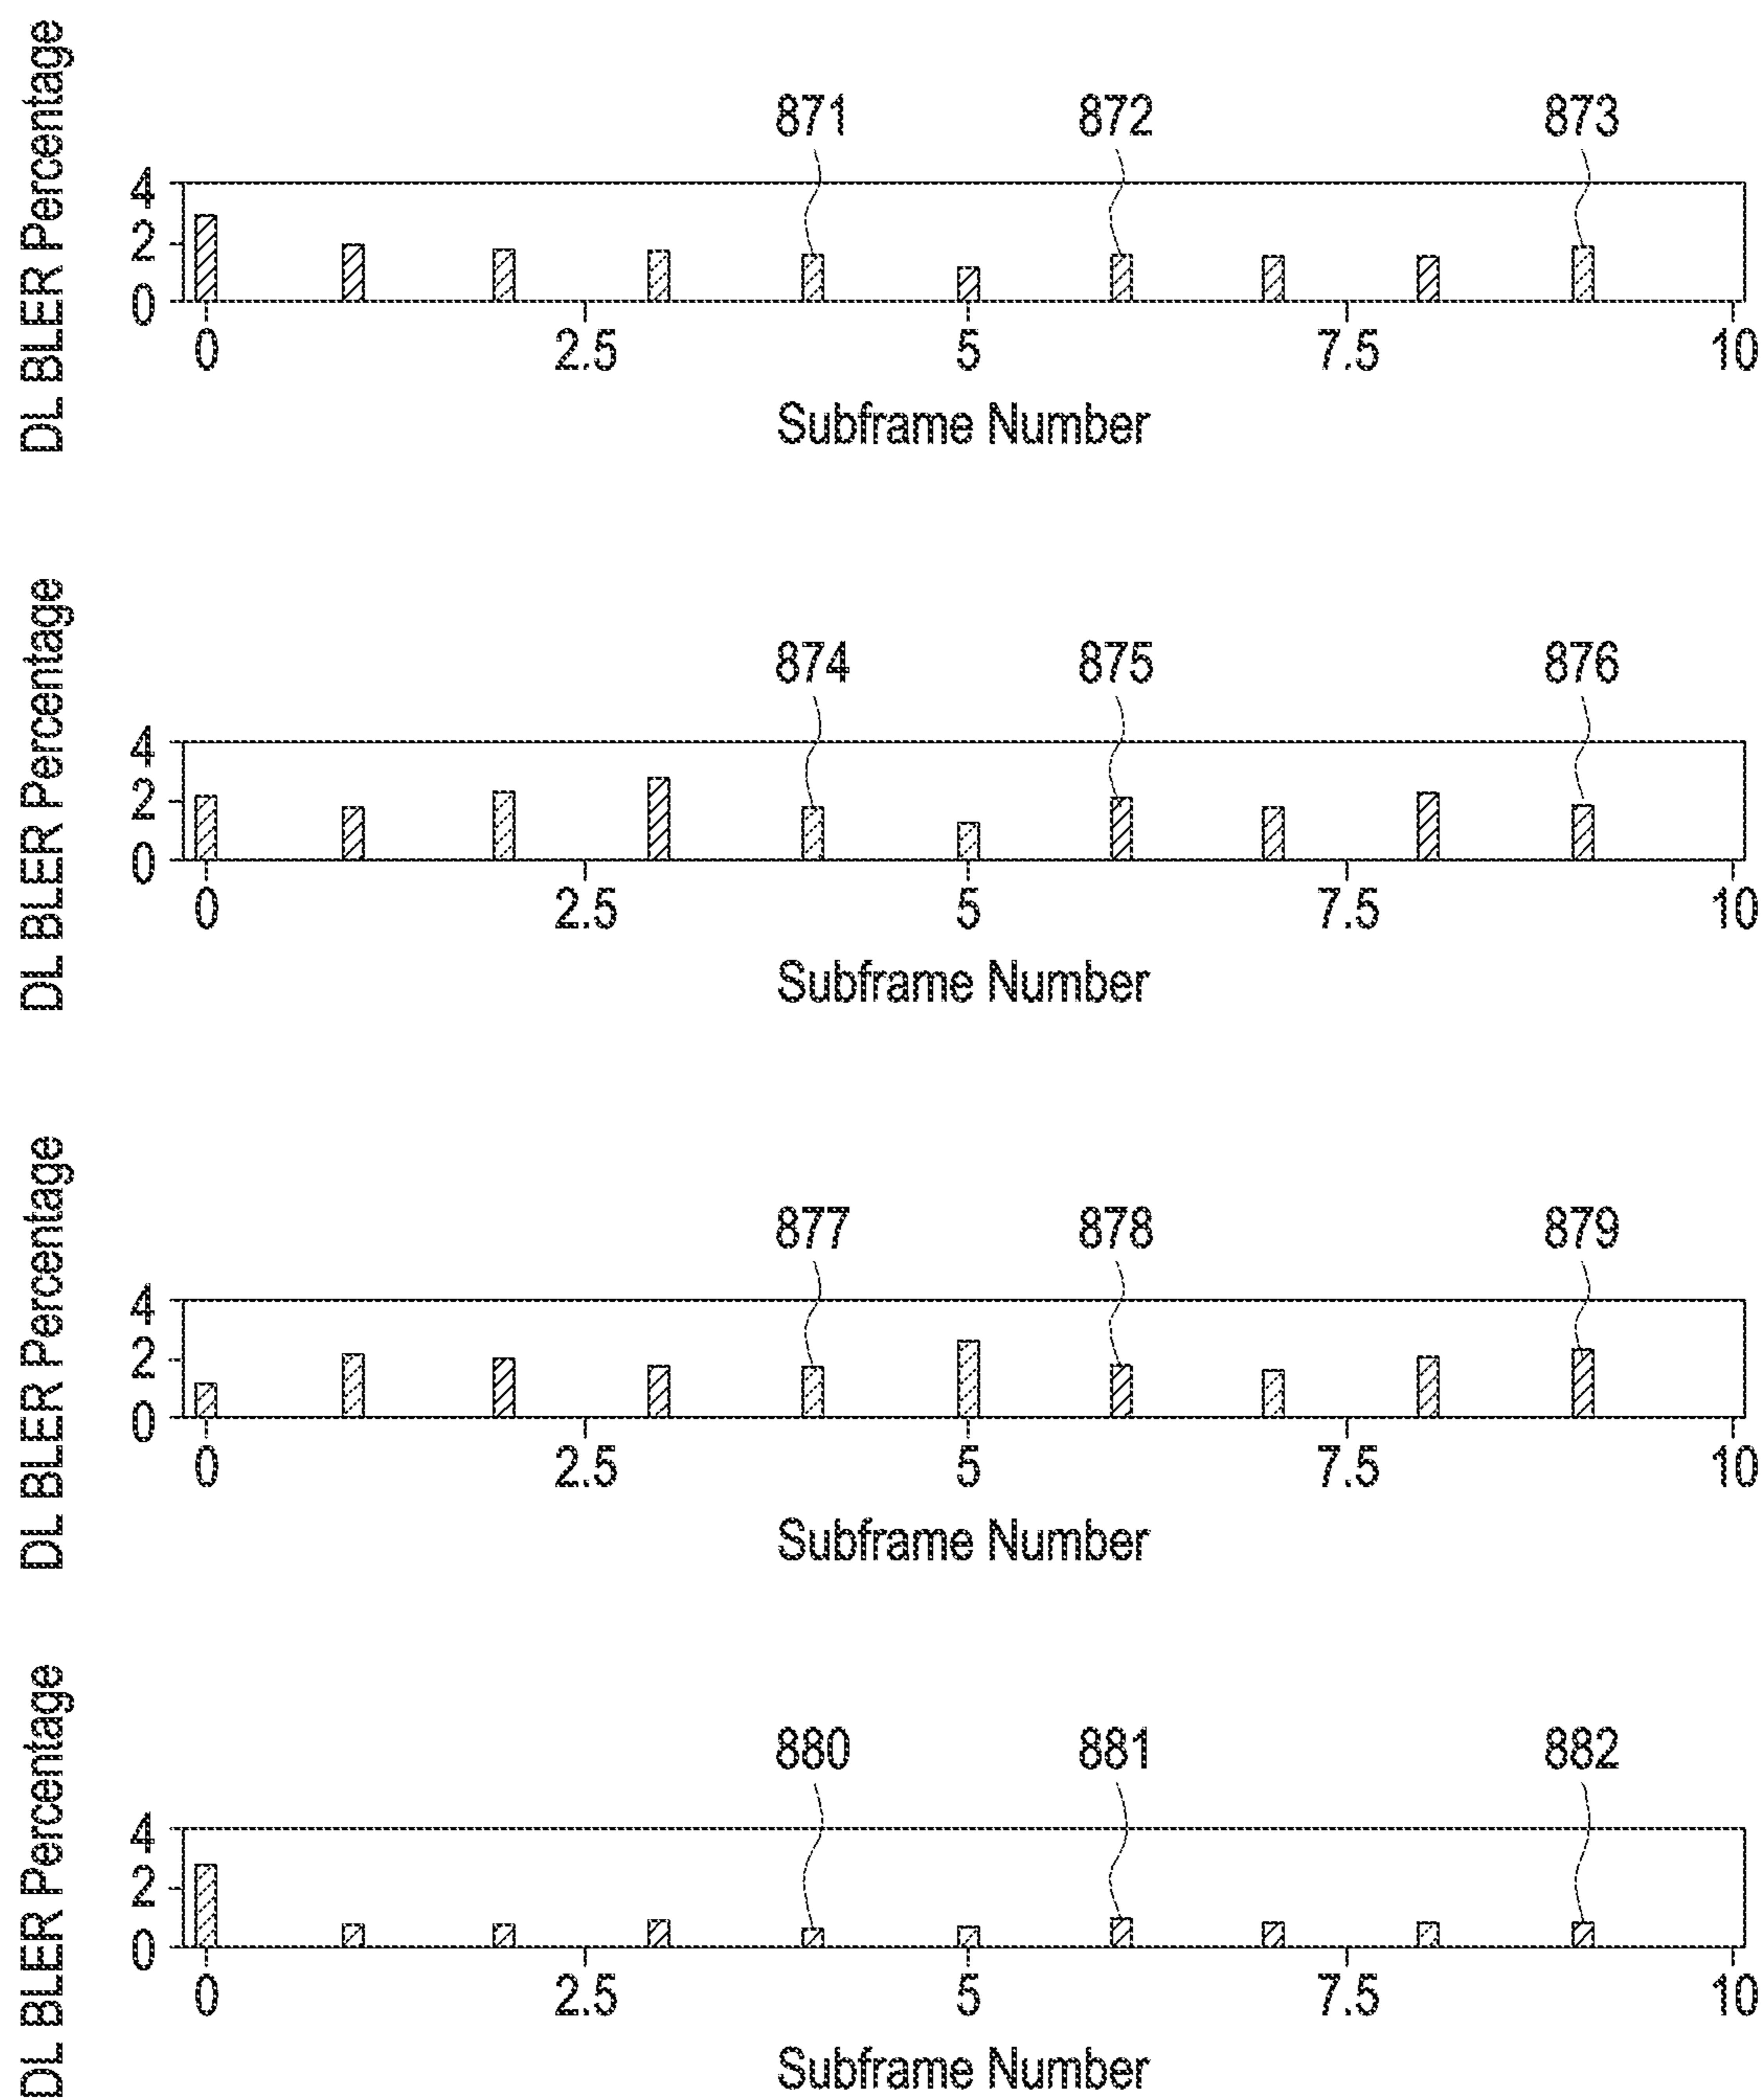 DL BLER Percentage
871 872 873
4
2
0
0 2.5 5 7.5 10
Subframe Number
DL BLER Percentage
874 875 876
4
2
0
0 2.5 5 7.5 10
Subframe Number
DL BLER Percentage
877 878 879
4
2
0
0 2.5 5 7.5 10
Subframe Number
DL BLER Percentage
880 881 882
4
2
0
0 2.5 5 7.5 10
Subframe Number